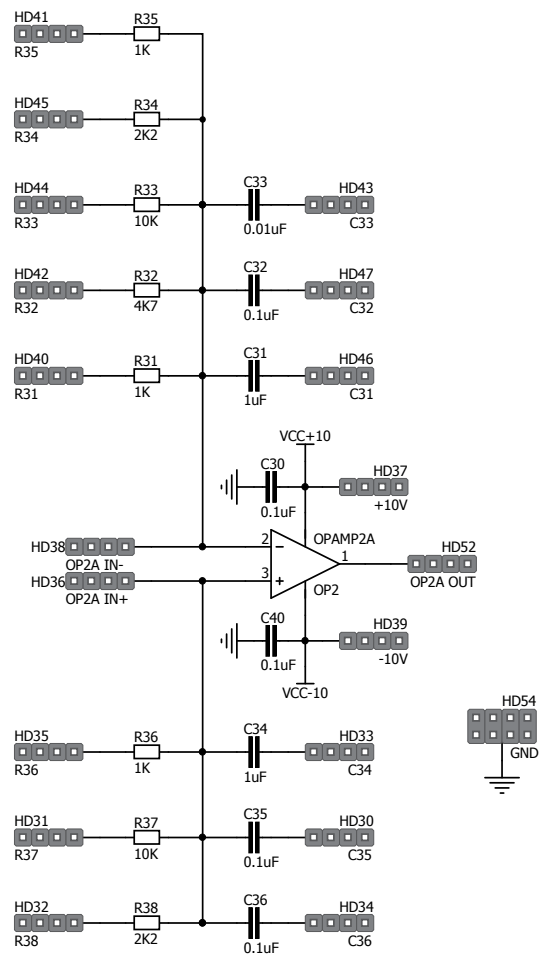 HD41
R35
R35
1K
HD45
R34
R34
2K2
HD44
R33
R33
10K
C33
0.01uF
HD43
C33
HD42
R32
R32
4K7
C32
0.1uF
HD47
C32
HD40
R31
R31
1K
C31
1uF
HD46
C31
VCC+10
C30
0.1uF
HD37
+10V
HD38
OP2A IN-
2
OPAMP2A
1
HD52
OP2A OUT
HD36
OP2A IN+
3
OP2
C40
0.1uF
HD39
-10V
VCC-10
HD54
GND
HD35
R36
R36
1K
C34
1uF
HD33
C34
HD31
R37
R37
10K
C35
0.1uF
HD30
C35
HD32
R38
R38
2K2
C36
0.1uF
HD34
C36